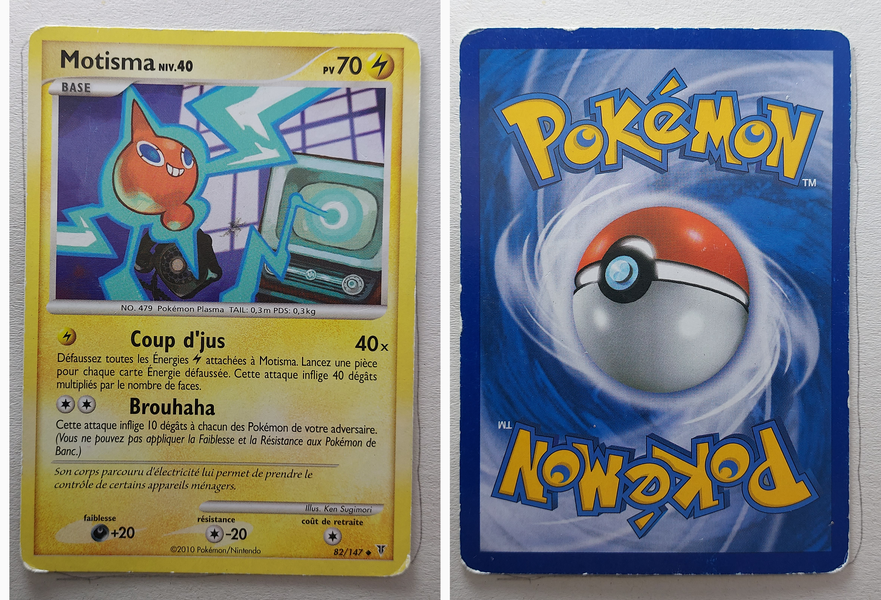 Motisma NIV.40
PV 70
BASE
NO. 479 Pokémon Plasma TAIL: 0,3m PDS: 0,3kg
Coup d'jus 40x
Défaussez toutes les Énergies attachées à Motisma. Lancez une pièce
pour chaque carte Énergie défaussée. Cette attaque inflige 40 dégâts
multipliés par le nombre de faces.
Brouhaha
Cette attaque inflige 10 dégâts à chacun des Pokémon de votre adversaire.
(Vous ne pouvez pas appliquer la Faiblesse et la Résistance aux Pokémon de
Banc.)
Son corps parcouru d'électricité lui permet de prendre le
contrôle de certains appareils ménagers.
Illus. Ken Sugimori
faiblesse résistance coût de retraite
+20 -20
©2010 Pokémon/Nintendo 82/147
POKéMON
TM
TM
POKéMON